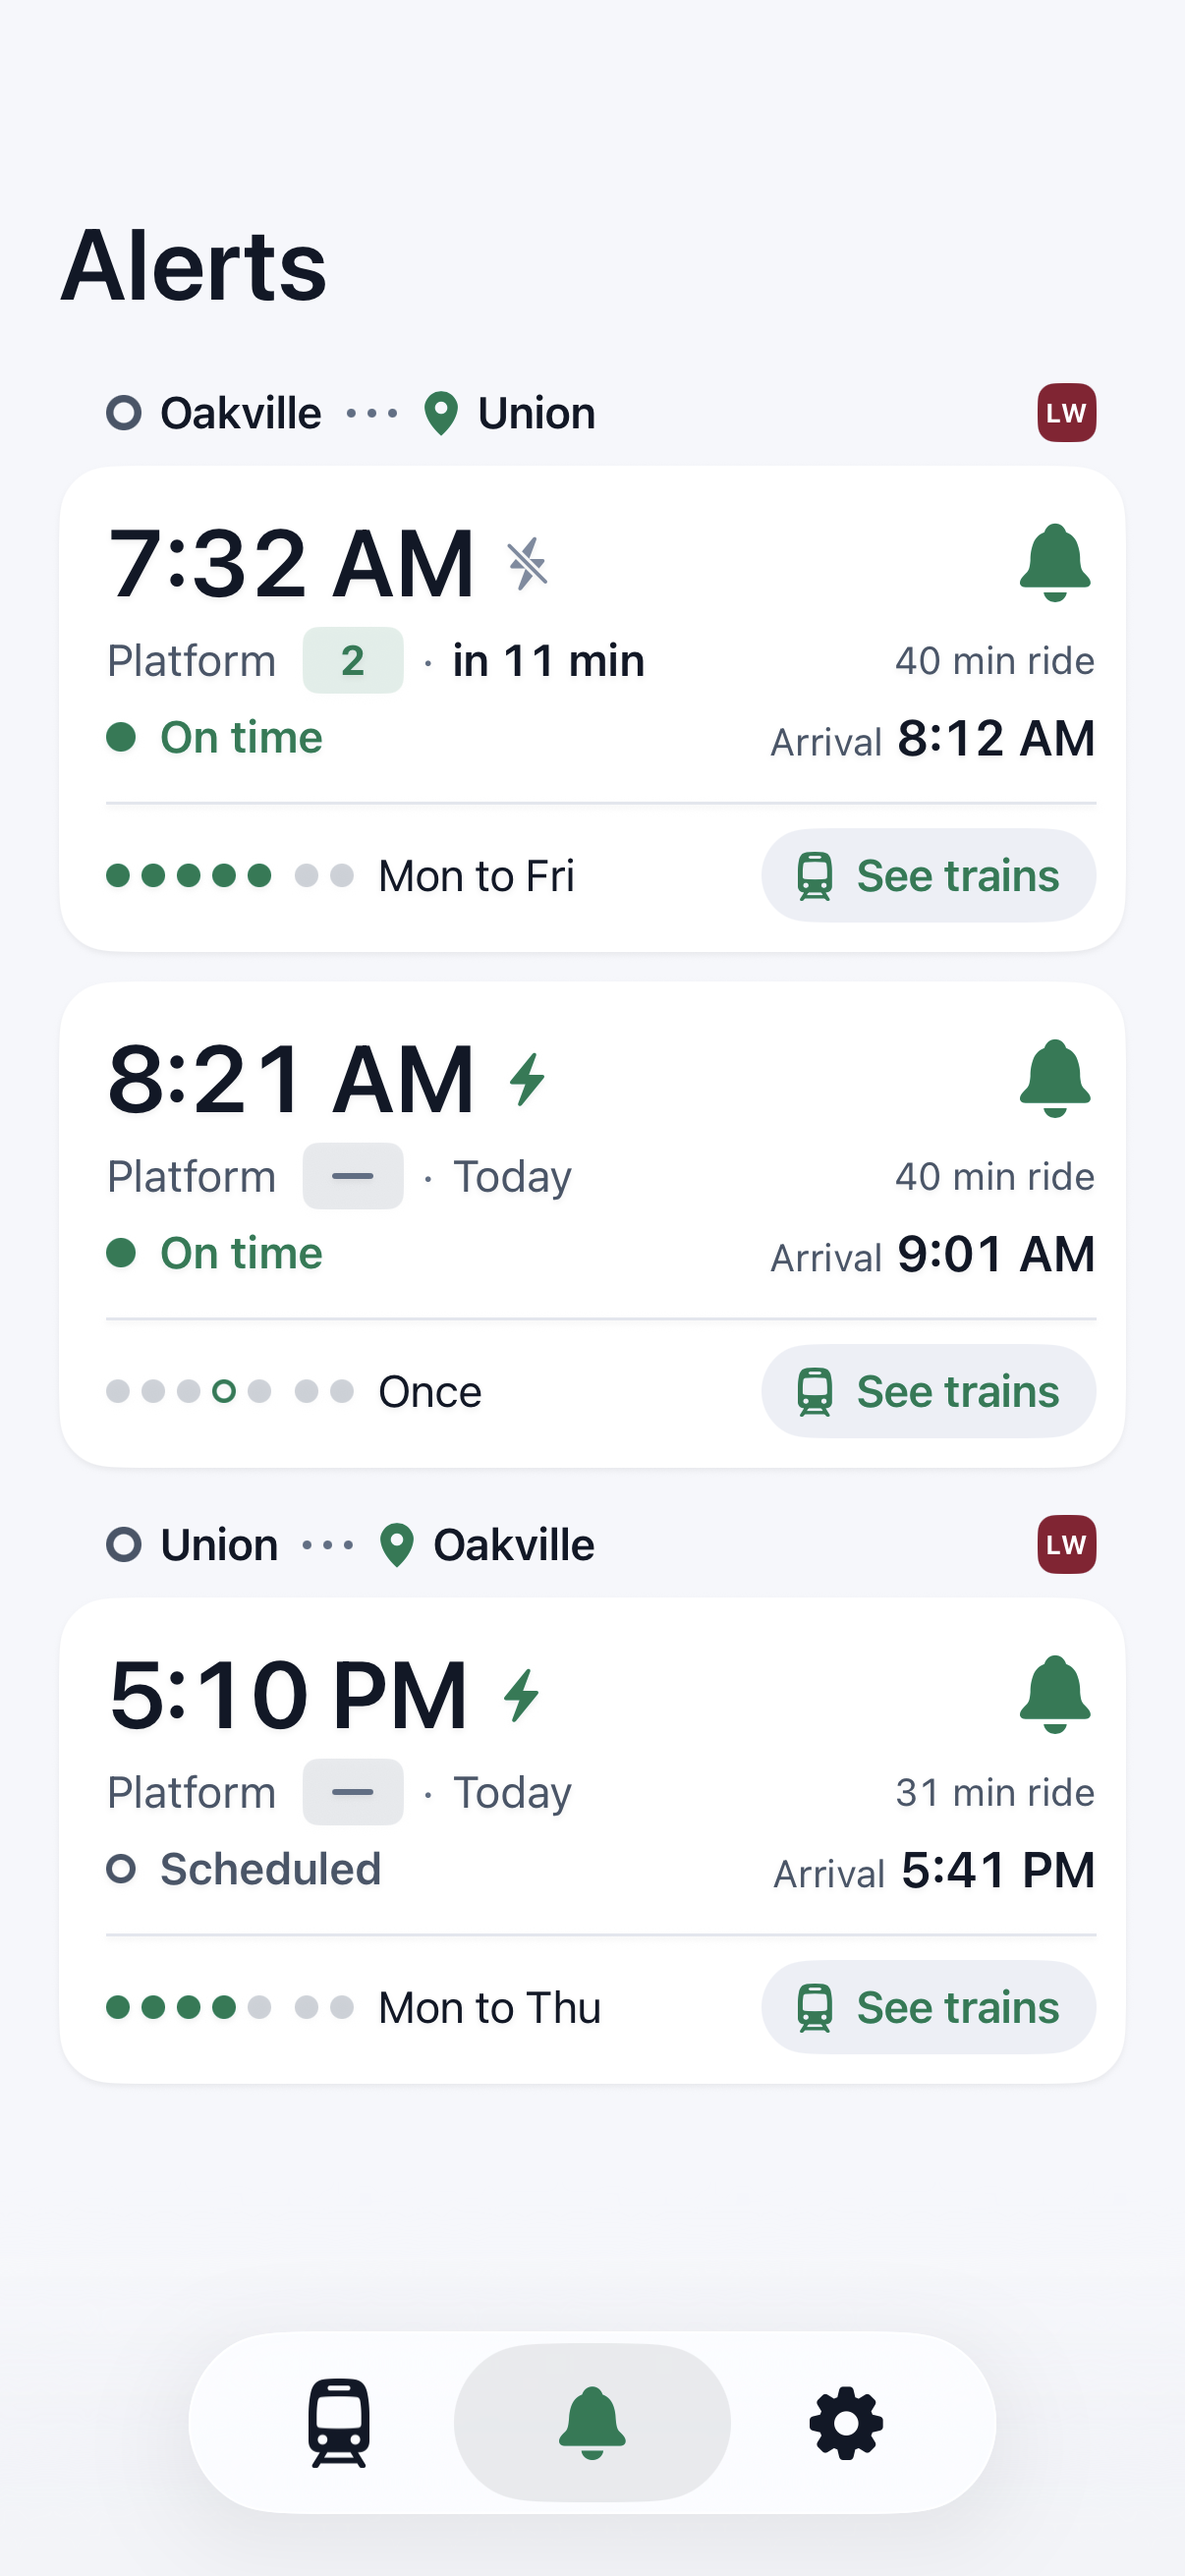 Alerts
Oakville ··· Union LW
7:32 AM
Platform 2 · in 11 min 40 min ride
On time Arrival 8:12 AM
Mon to Fri See trains
8:21 AM
Platform — · Today 40 min ride
On time Arrival 9:01 AM
Once See trains
Union ··· Oakville LW
5:10 PM
Platform — · Today 31 min ride
Scheduled Arrival 5:41 PM
Mon to Thu See trains